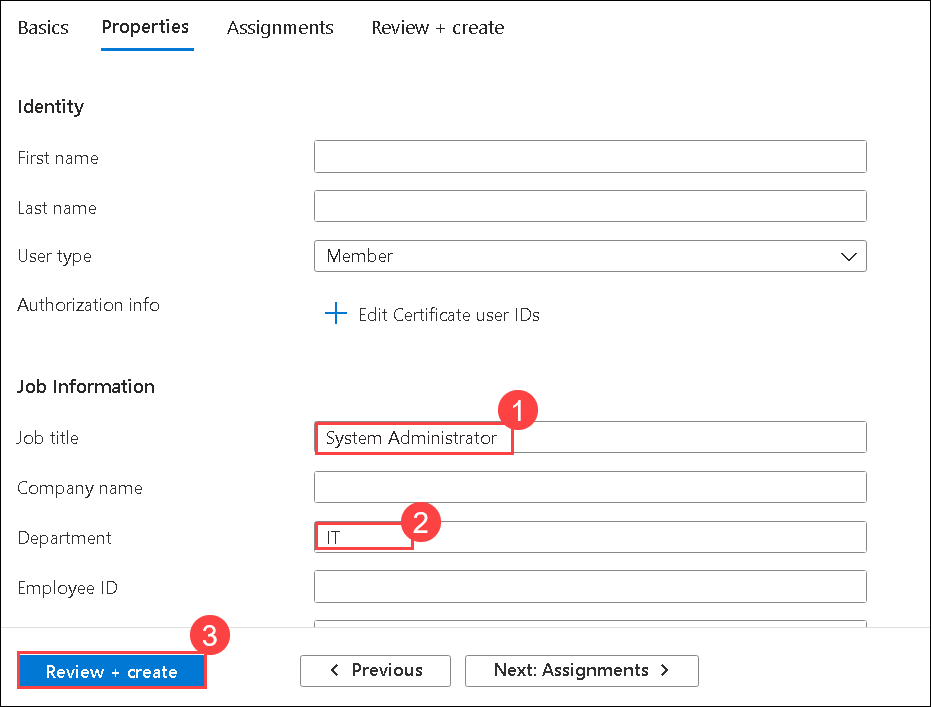 Basics Properties Assignments Review + create
Identity
First name
Last name
User type Member
Authorization info
Edit Certificate user IDs
Job Information
1
Job title System Administrator
Company name
2
Department IT
Employee ID
3
Review + create < Previous Next: Assignments >